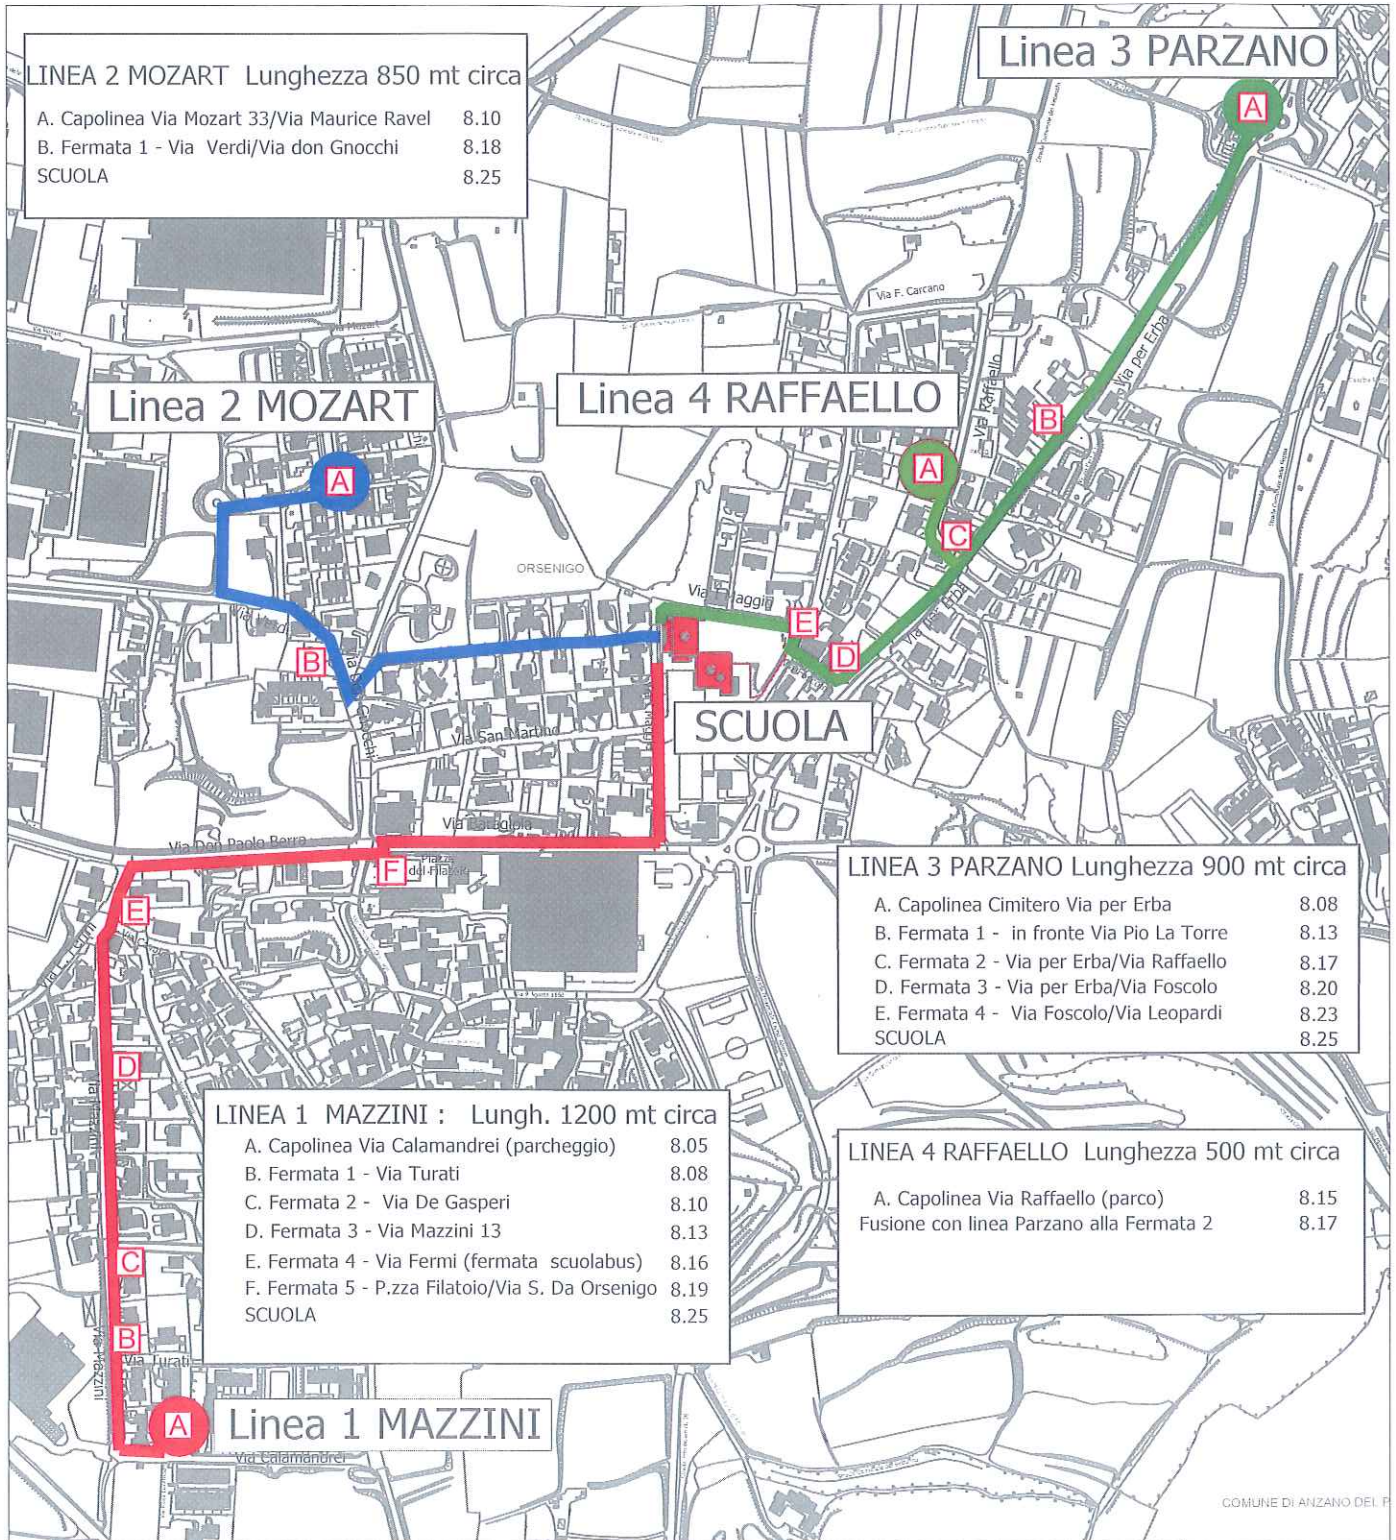 LINEA 2 MOZART Lunghezza 850 mt circa
A. Capolinea Via Mozart 33/Via Maurice Ravel 8.10
B. Fermata 1 - Via Verdi/Via don Gnocchi 8.18
SCUOLA 8.25
Linea 3 PARZANO
A
Via F. Carcano
Via Mozart
Via per Erba
Linea 2 MOZART
Linea 4 RAFFAELLO
Via Raffaello
B
A
A
C
ORSENIGO
Via I Maggio
E
Via per Erba
D
B
SCUOLA
Via San Martino
Via Baragiola
Via Don Paolo Berra
Piazza
del Filatoio
F
E
LINEA 3 PARZANO Lunghezza 900 mt circa
A. Capolinea Cimitero Via per Erba 8.08
B. Fermata 1 - in fronte Via Pio La Torre 8.13
C. Fermata 2 - Via per Erba/Via Raffaello 8.17
D. Fermata 3 - Via per Erba/Via Foscolo 8.20
E. Fermata 4 - Via Foscolo/Via Leopardi 8.23
SCUOLA 8.25
D
Via Mazzini
LINEA 1 MAZZINI : Lungh. 1200 mt circa
A. Capolinea Via Calamandrei (parcheggio) 8.05
B. Fermata 1 - Via Turati 8.08
C. Fermata 2 - Via De Gasperi 8.10
D. Fermata 3 - Via Mazzini 13 8.13
E. Fermata 4 - Via Fermi (fermata scuolabus) 8.16
F. Fermata 5 - P.zza Filatoio/Via S. Da Orsenigo 8.19
SCUOLA 8.25
LINEA 4 RAFFAELLO Lunghezza 500 mt circa
A. Capolinea Via Raffaello (parco) 8.15
Fusione con linea Parzano alla Fermata 2 8.17
C
B
Via Mazzini
Via Turati
A
Linea 1 MAZZINI
Via Calamandrei
COMUNE DI ANZANO DEL P